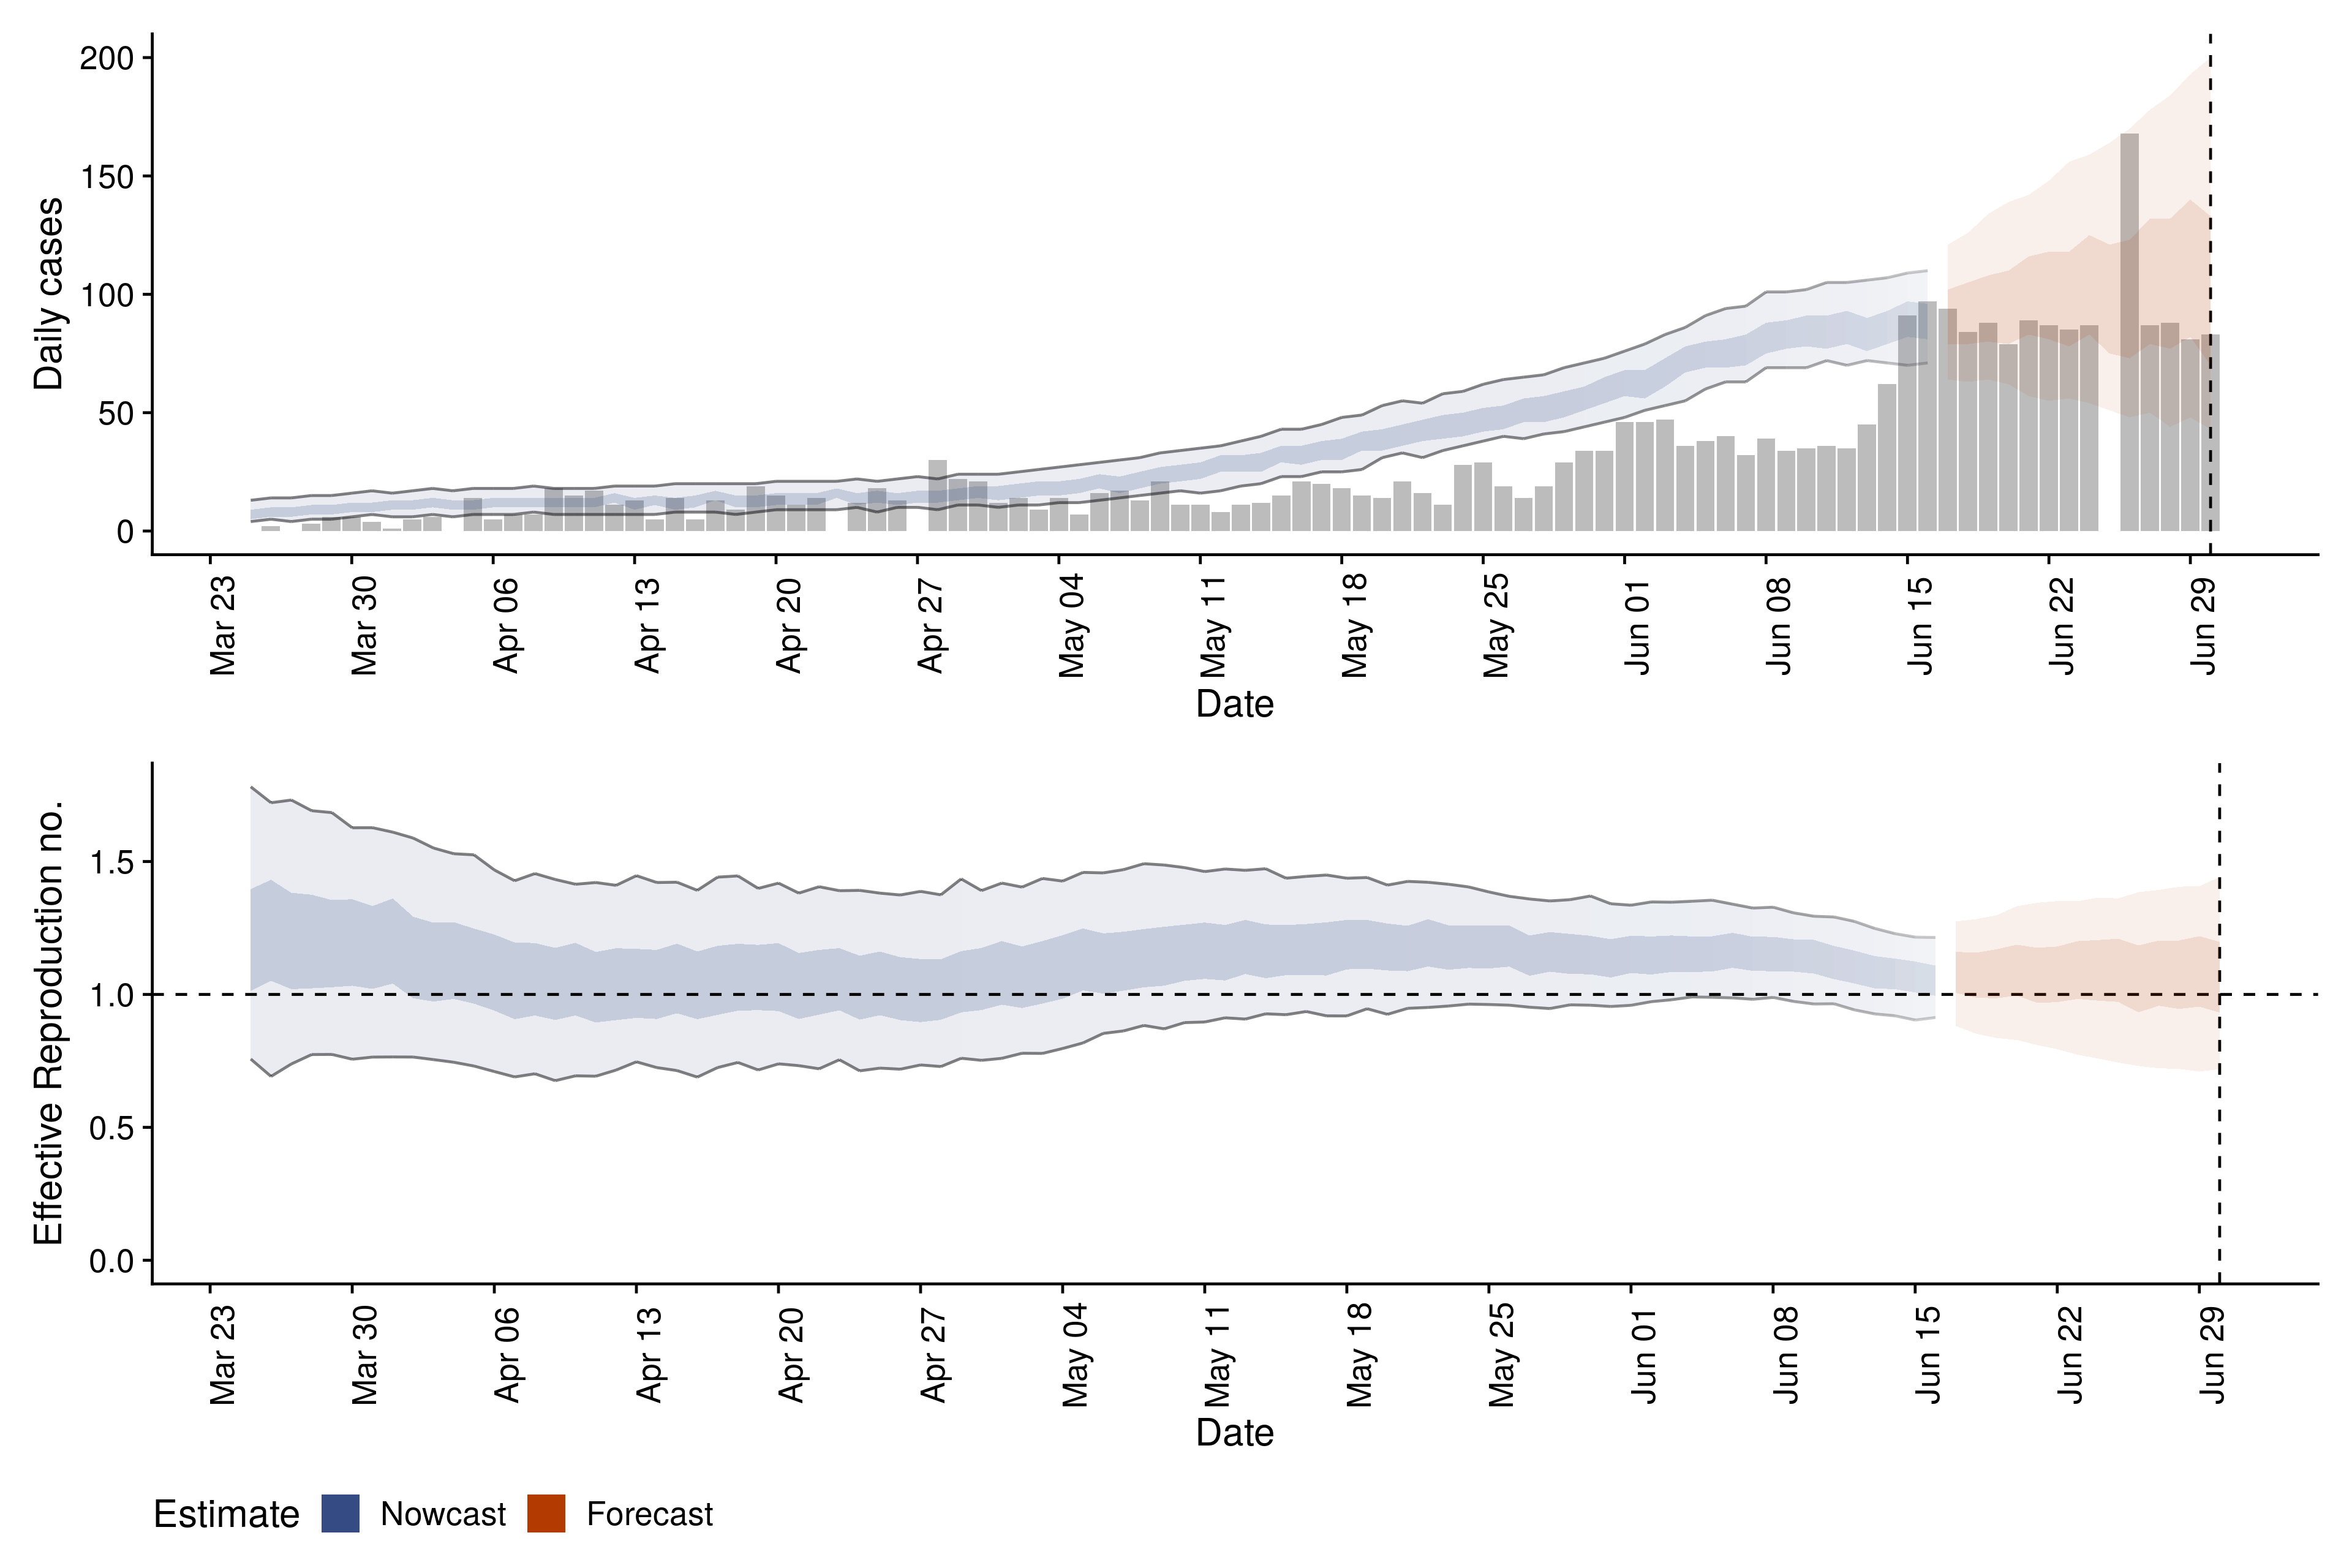 Daily cases
200
150
100
50
0
Mar 23
Mar 30
Apr 06
Apr 13
Apr 20
Apr 27
May 04
May 11
May 18
May 25
Jun 01
Jun 08
Jun 15
Jun 22
Jun 29
Date
Effective Reproduction no.
1.5
1.0
0.5
0.0
Mar 23
Mar 30
Apr 06
Apr 13
Apr 20
Apr 27
May 04
May 11
May 18
May 25
Jun 01
Jun 08
Jun 15
Jun 22
Jun 29
Date
Estimate Nowcast Forecast